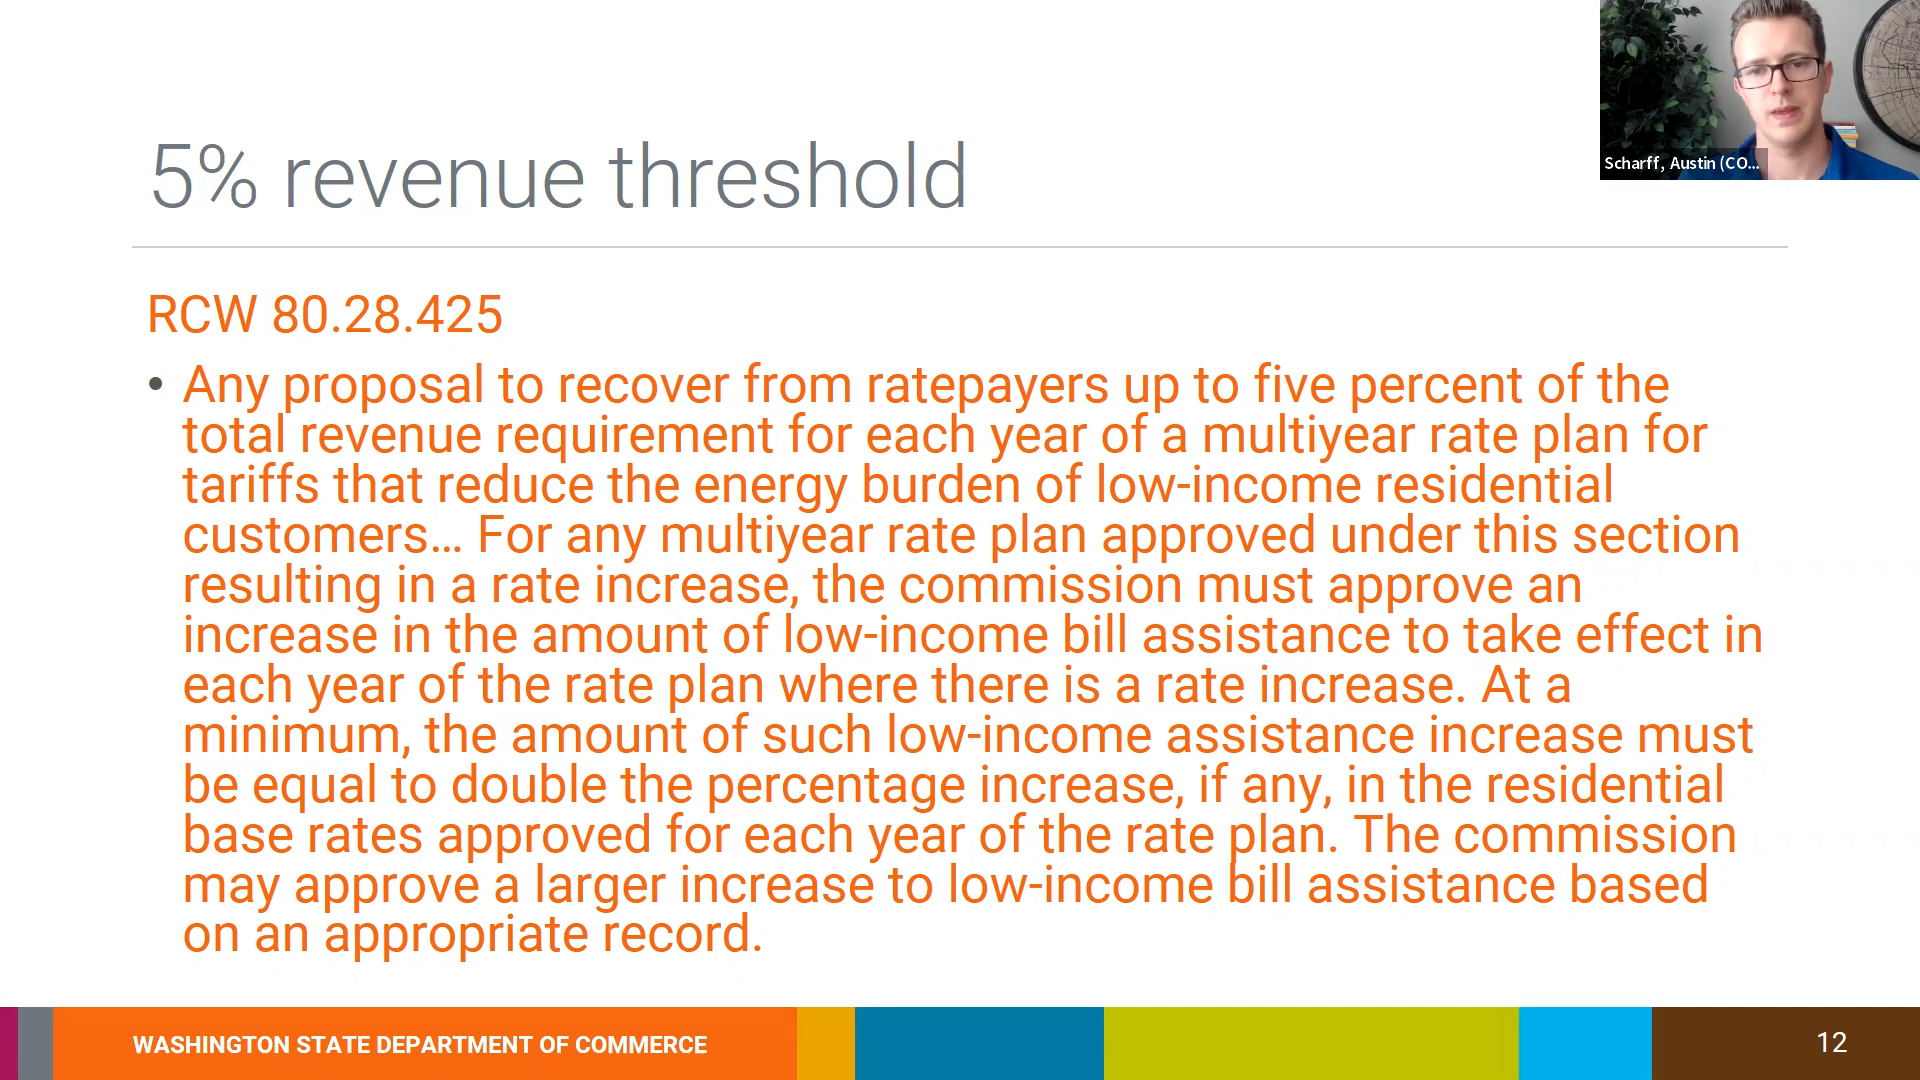 Scharff, Austin (CO...
5% revenue threshold
RCW 80.28.425
• Any proposal to recover from ratepayers up to five percent of the
total revenue requirement for each year of a multiyear rate plan for
tariffs that reduce the energy burden of low-income residential
customers... For any multiyear rate plan approved under this section
resulting in a rate increase, the commission must approve an
increase in the amount of low-income bill assistance to take effect in
each year of the rate plan where there is a rate increase. At a
minimum, the amount of such low-income assistance increase must
be equal to double the percentage increase, if any, in the residential
base rates approved for each year of the rate plan. The commission
may approve a larger increase to low-income bill assistance based
on an appropriate record.
WASHINGTON STATE DEPARTMENT OF COMMERCE
12